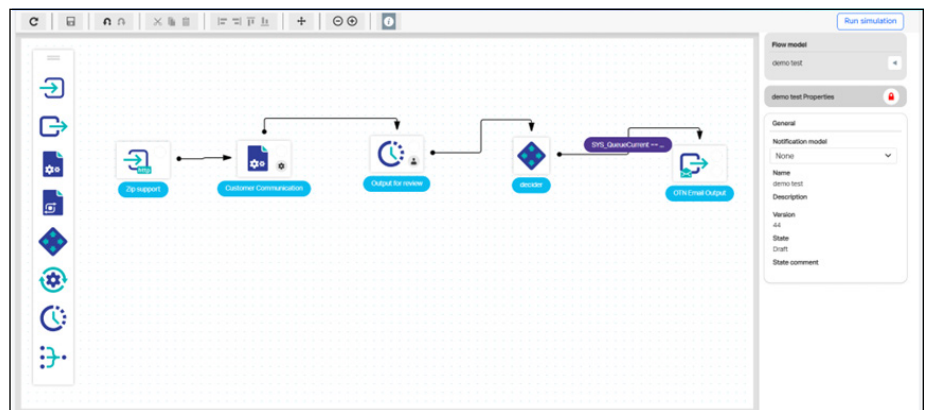 Run simulation
Flow model
demo test
demo test Properties
General
Notification model
None
Name
demo test
Description
Version
44
State
Draft
State comment
http
Zip support
Customer Communication
Output for review
decider
SYS_QueueCurrent == ...
OTN Email Output